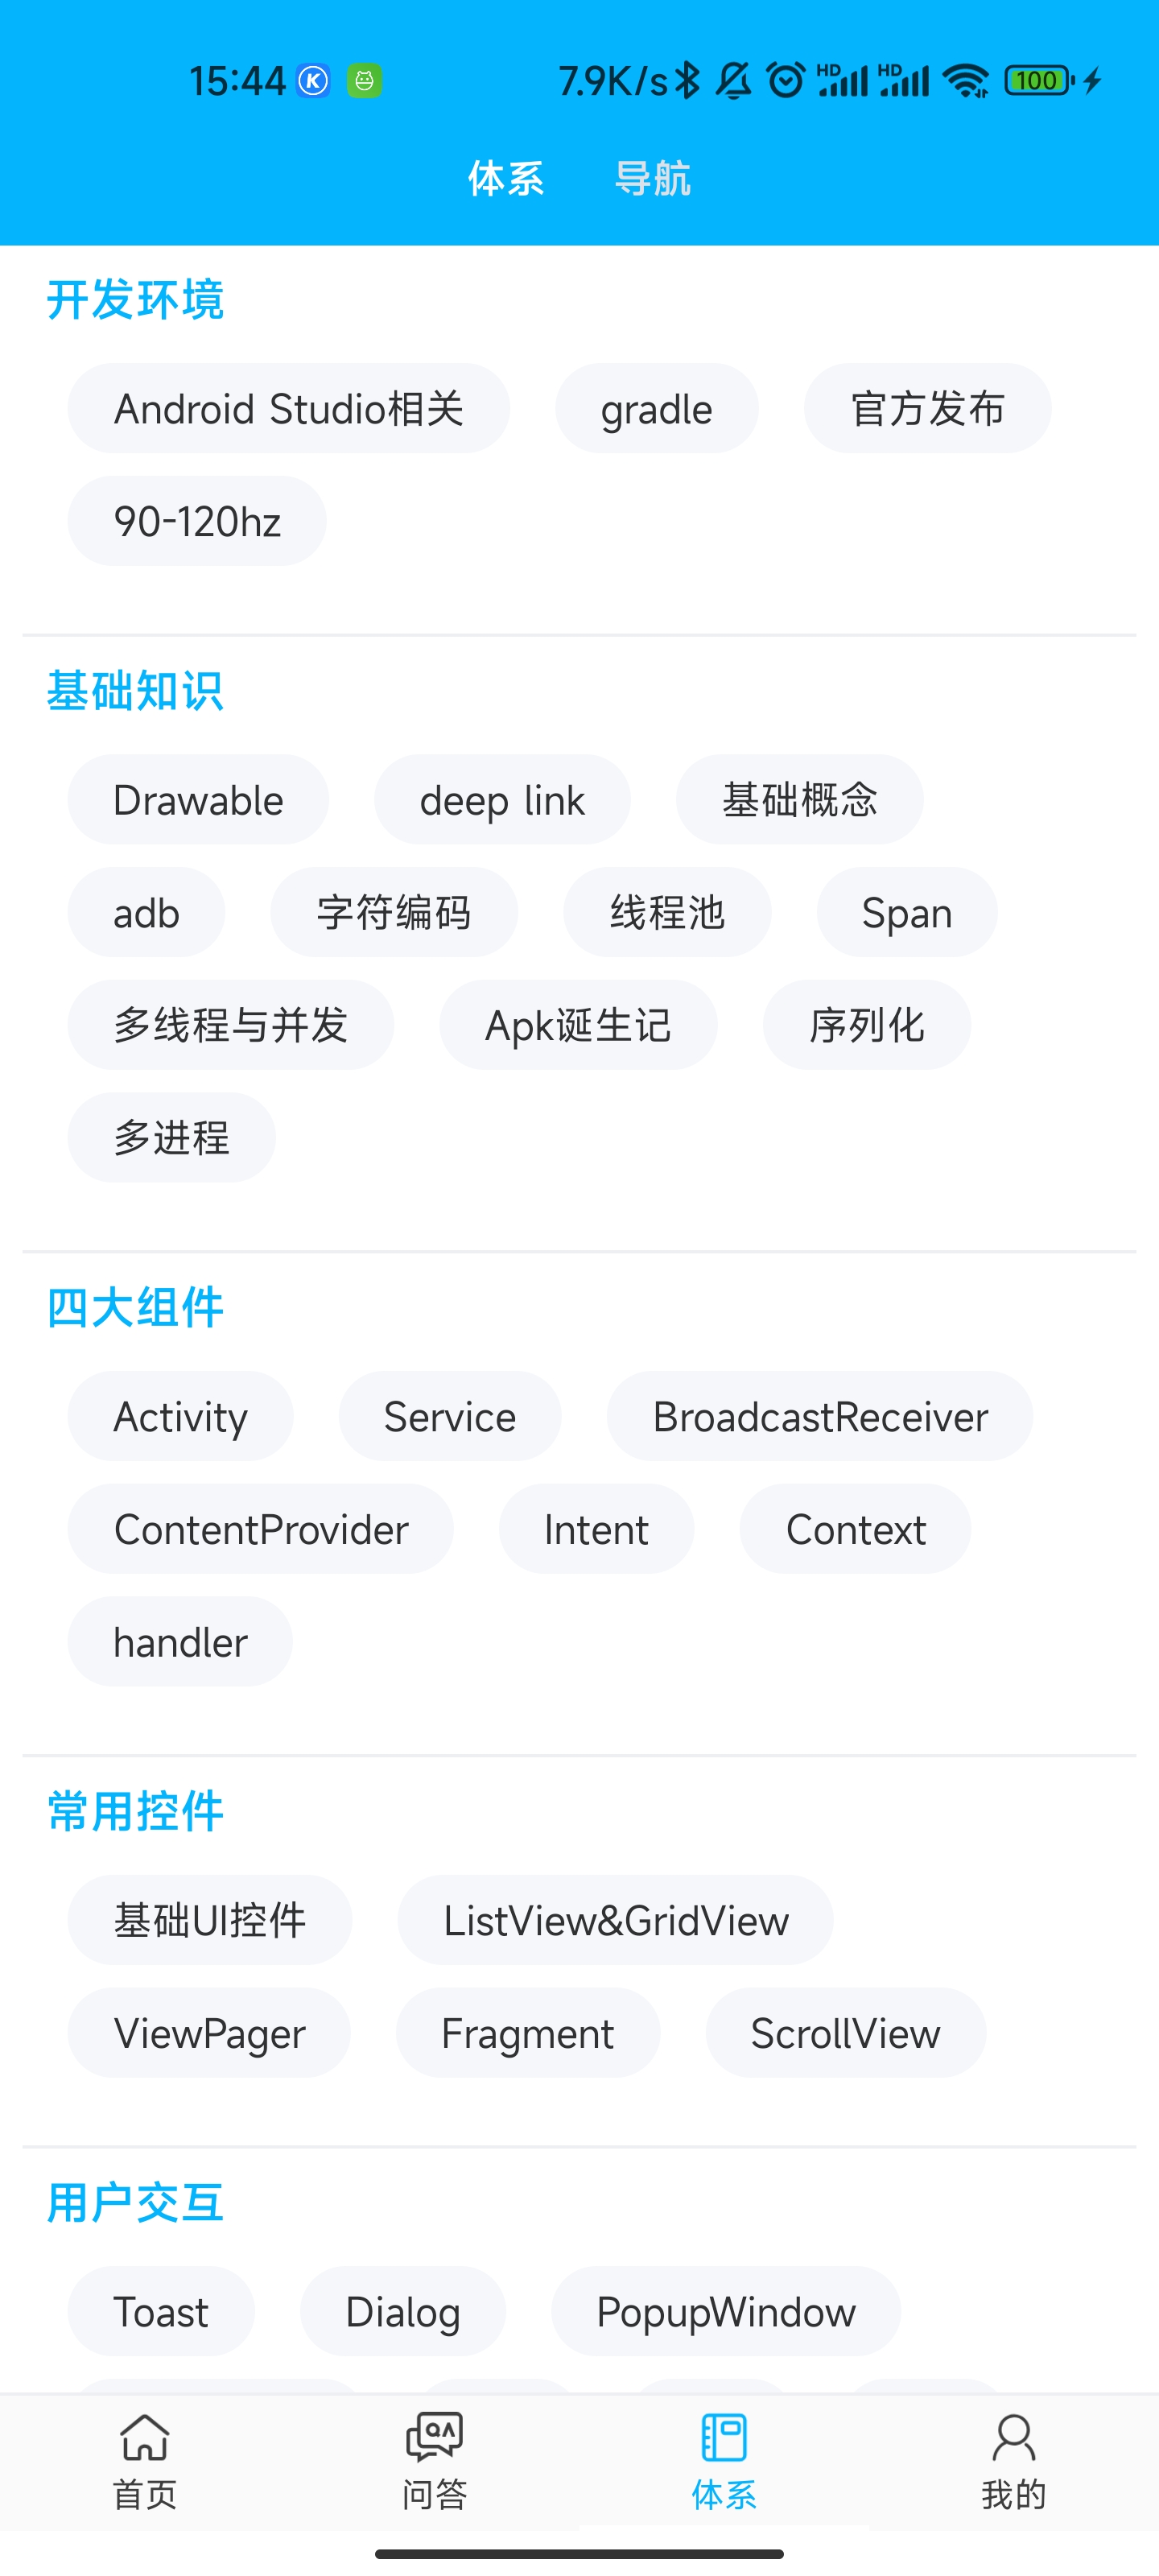 15:44 7.9K/s HD HD 100
体系 导航
开发环境
Android Studio相关 gradle 官方发布
90-120hz
基础知识
Drawable deep link 基础概念
adb 字符编码 线程池 Span
多线程与并发 Apk诞生记 序列化
多进程
四大组件
Activity Service BroadcastReceiver
ContentProvider Intent Context
handler
常用控件
基础UI控件 ListView&GridView
ViewPager Fragment ScrollView
用户交互
Toast Dialog PopupWindow
首页 问答 体系 我的